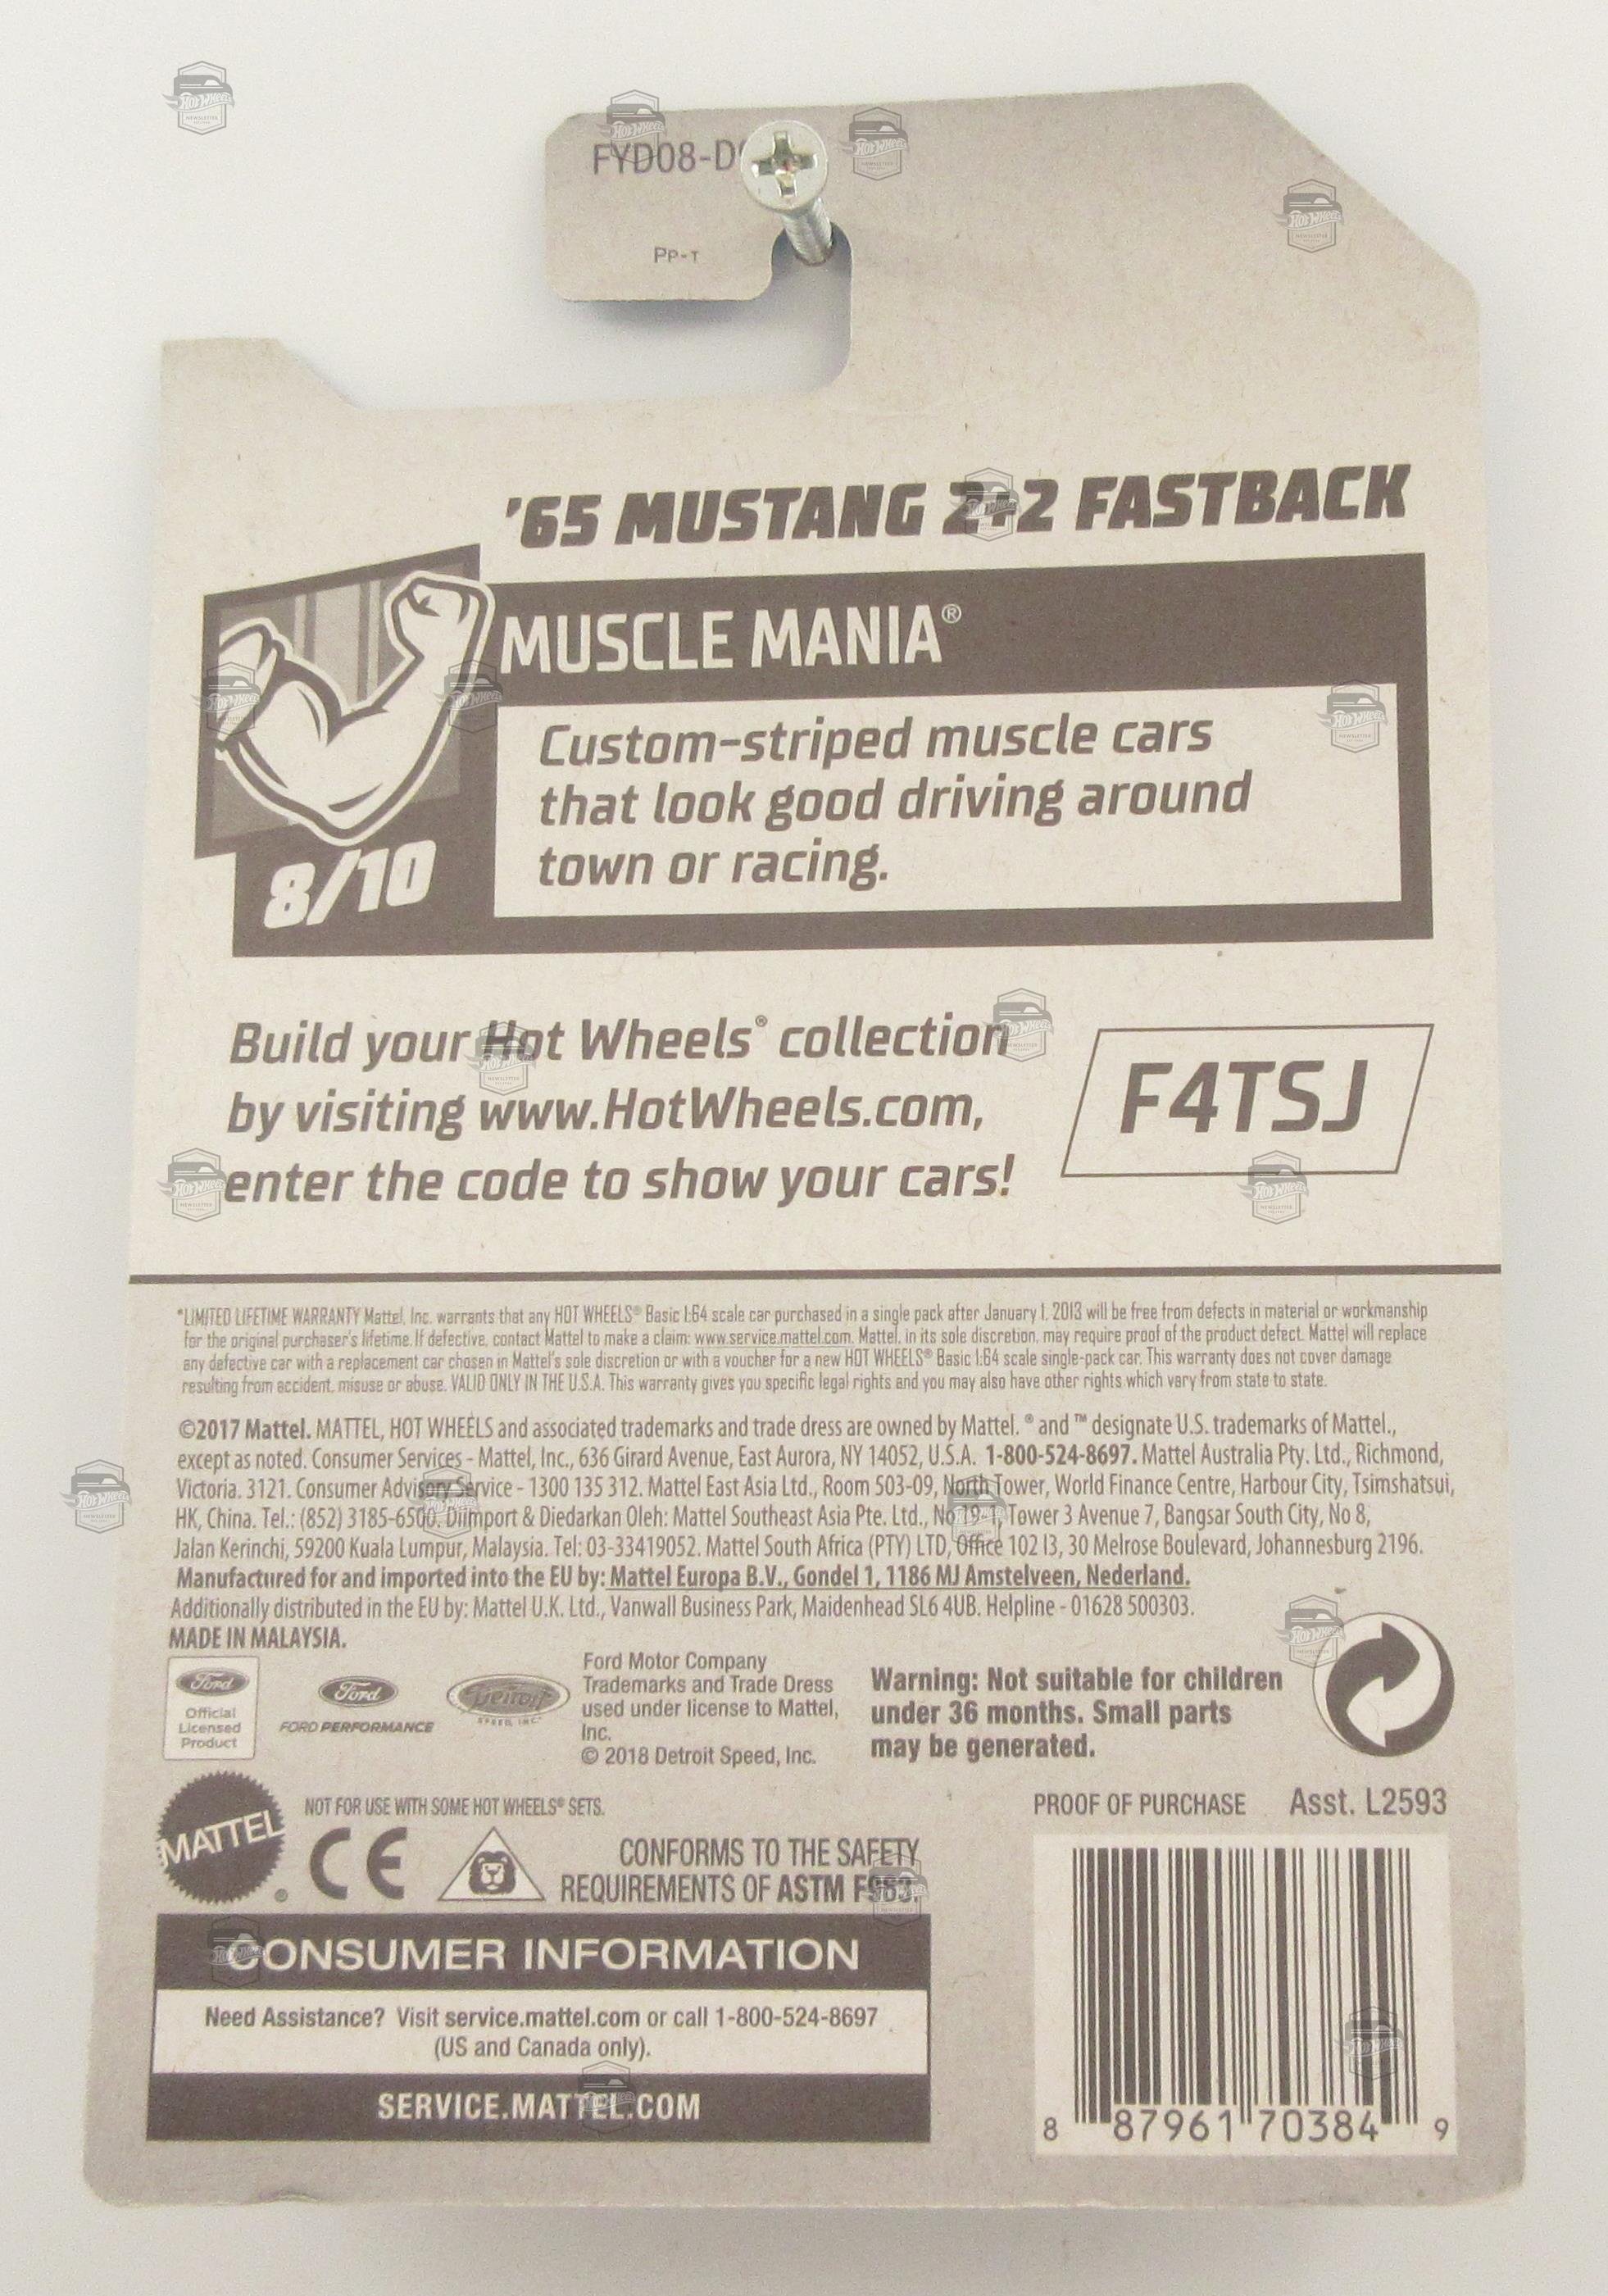 FYD08-D
PP-T
'65 MUSTANG 2+2 FASTBACK
MUSCLE MANIA®
Custom-striped muscle cars
that look good driving around
town or racing.
8/10
Build your Hot Wheels® collection
by visiting www.HotWheels.com,
enter the code to show your cars!
F4TSJ
*LIMITED LIFETIME WARRANTY Mattel, Inc. warrants that any HOT WHEELS® Basic 1:64 scale car purchased in a single pack after January 1, 2013 will be free from defects in material or workmanship
for the original purchaser's lifetime. If defective, contact Mattel to make a claim: www.service.mattel.com. Mattel, in its sole discretion, may require proof of the product defect. Mattel will replace
any defective car with a replacement car chosen in Mattel's sole discretion or with a voucher for a new HOT WHEELS® Basic 1:64 scale single-pack car. This warranty does not cover damage
resulting from accident, misuse or abuse. VALID ONLY IN THE U.S.A. This warranty gives you specific legal rights and you may also have other rights which vary from state to state.
©2017 Mattel. MATTEL, HOT WHEELS and associated trademarks and trade dress are owned by Mattel. ® and ™ designate U.S. trademarks of Mattel.,
except as noted. Consumer Services - Mattel, Inc., 636 Girard Avenue, East Aurora, NY 14052, U.S.A. 1-800-524-8697. Mattel Australia Pty. Ltd., Richmond,
Victoria. 3121. Consumer Advisory Service - 1300 135 312. Mattel East Asia Ltd., Room 503-09, North Tower, World Finance Centre, Harbour City, Tsimshatsui,
HK, China. Tel.: (852) 3185-6500. Diimport & Diedarkan Oleh: Mattel Southeast Asia Pte. Ltd., No 19-1, Tower 3 Avenue 7, Bangsar South City, No 8,
Jalan Kerinchi, 59200 Kuala Lumpur, Malaysia. Tel: 03-33419052. Mattel South Africa (PTY) LTD, Office 102 I3, 30 Melrose Boulevard, Johannesburg 2196.
Manufactured for and imported into the EU by: Mattel Europa B.V., Gondel 1, 1186 MJ Amstelveen, Nederland.
Additionally distributed in the EU by: Mattel U.K. Ltd., Vanwall Business Park, Maidenhead SL6 4UB. Helpline - 01628 500303.
MADE IN MALAYSIA.
Ford
Official
Licensed
Product
Ford
FORD PERFORMANCE
Detroit
SPEED, INC.
Ford Motor Company
Trademarks and Trade Dress
used under license to Mattel,
Inc.
© 2018 Detroit Speed, Inc.
Warning: Not suitable for children
under 36 months. Small parts
may be generated.
MATTEL®
NOT FOR USE WITH SOME HOT WHEELS® SETS.
CE
CONFORMS TO THE SAFETY
REQUIREMENTS OF ASTM F963.
PROOF OF PURCHASE Asst. L2593
CONSUMER INFORMATION
Need Assistance? Visit service.mattel.com or call 1-800-524-8697
(US and Canada only).
SERVICE.MATTEL.COM
8 87961 70384 9